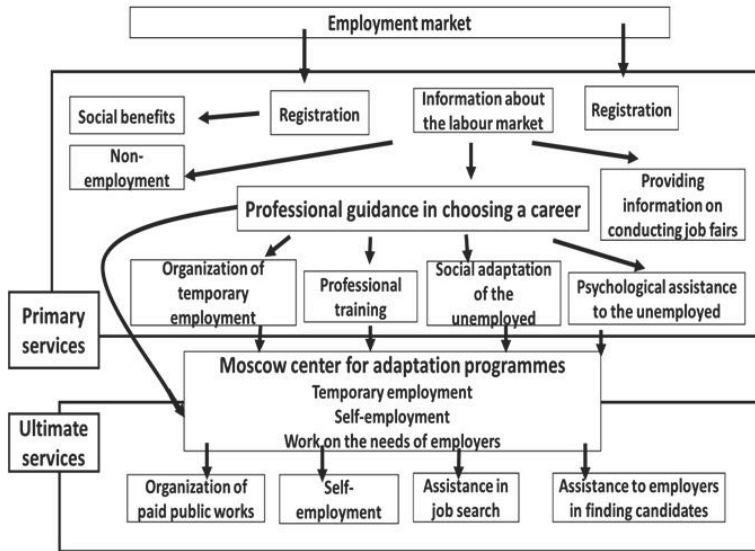 Employment market
Social benefits
Registration
Information about
the labour market
Registration
Non-
employment
Providing
information on
conducting job fairs
Professional guidance in choosing a career
Organization of
temporary
employment
Professional
training
Social adaptation
of the
unemployed
Psychological assistance
to the unemployed
Primary
services
Moscow center for adaptation programmes
Temporary employment
Self-employment
Work on the needs of employers
Ultimate
services
Organization of
paid public works
Self-
employment
Assistance in
job search
Assistance to employers
in finding candidates